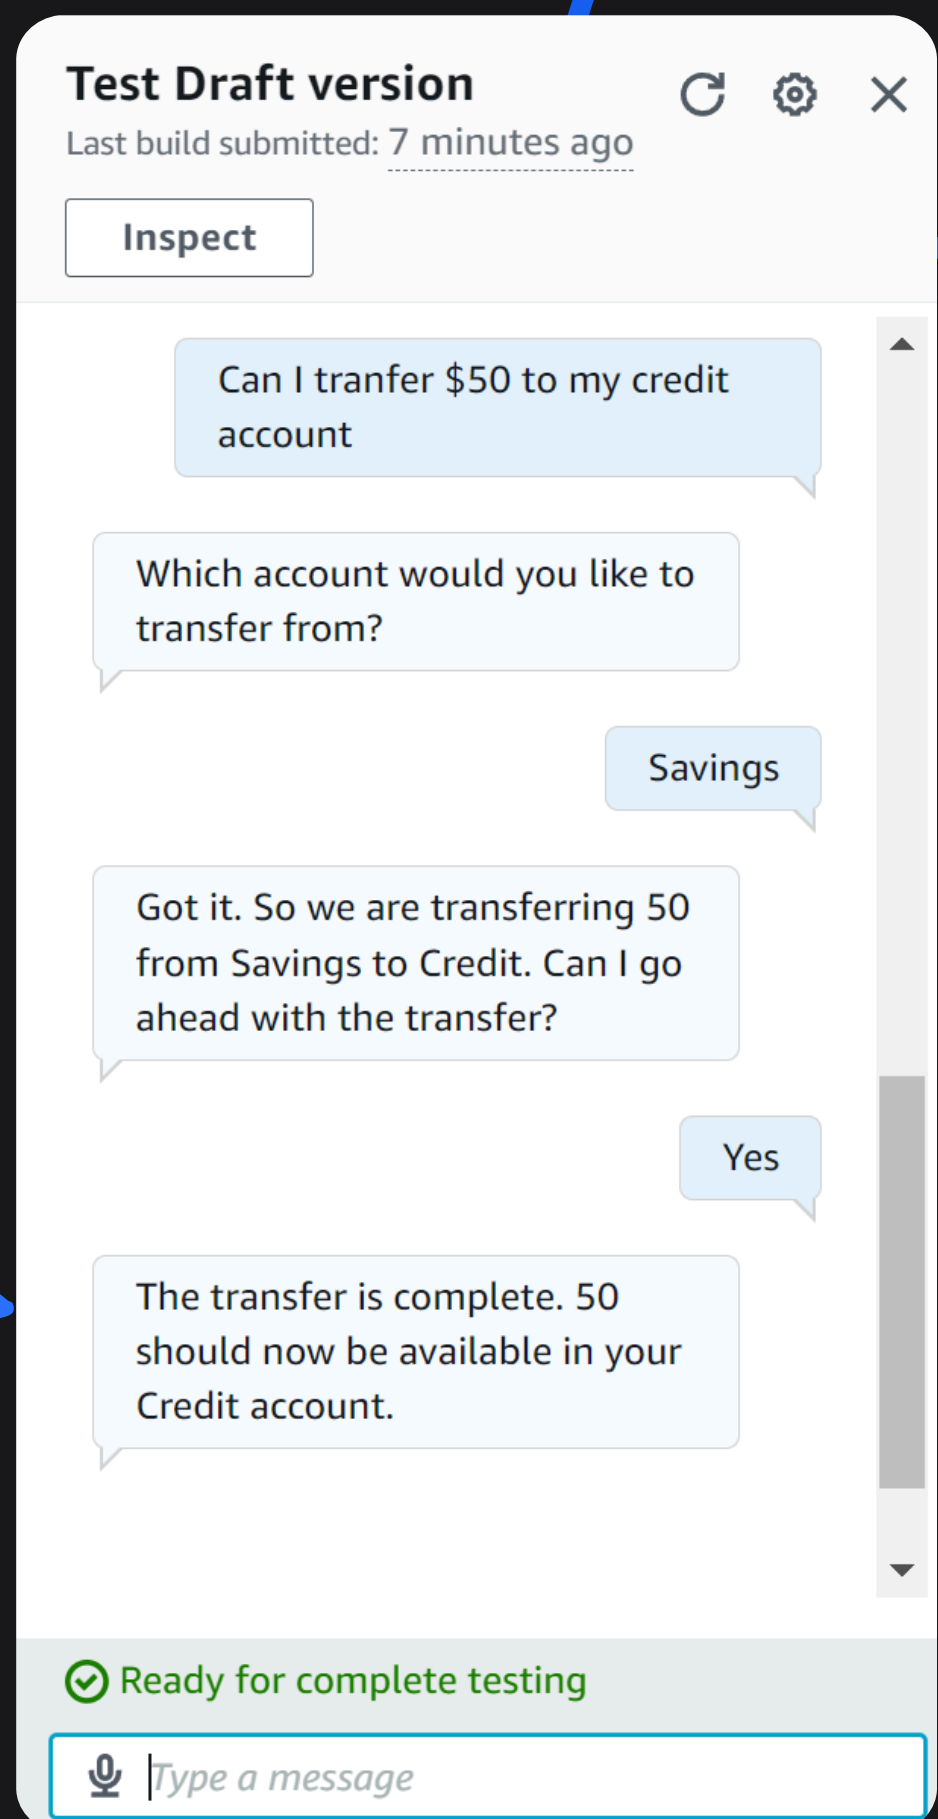 Test Draft version
Last build submitted: 7 minutes ago
Inspect
Can I tranfer $50 to my credit
account
Which account would you like to
transfer from?
Savings
Got it. So we are transferring 50
from Savings to Credit. Can I go
ahead with the transfer?
Yes
The transfer is complete. 50
should now be available in your
Credit account.
Ready for complete testing
Type a message